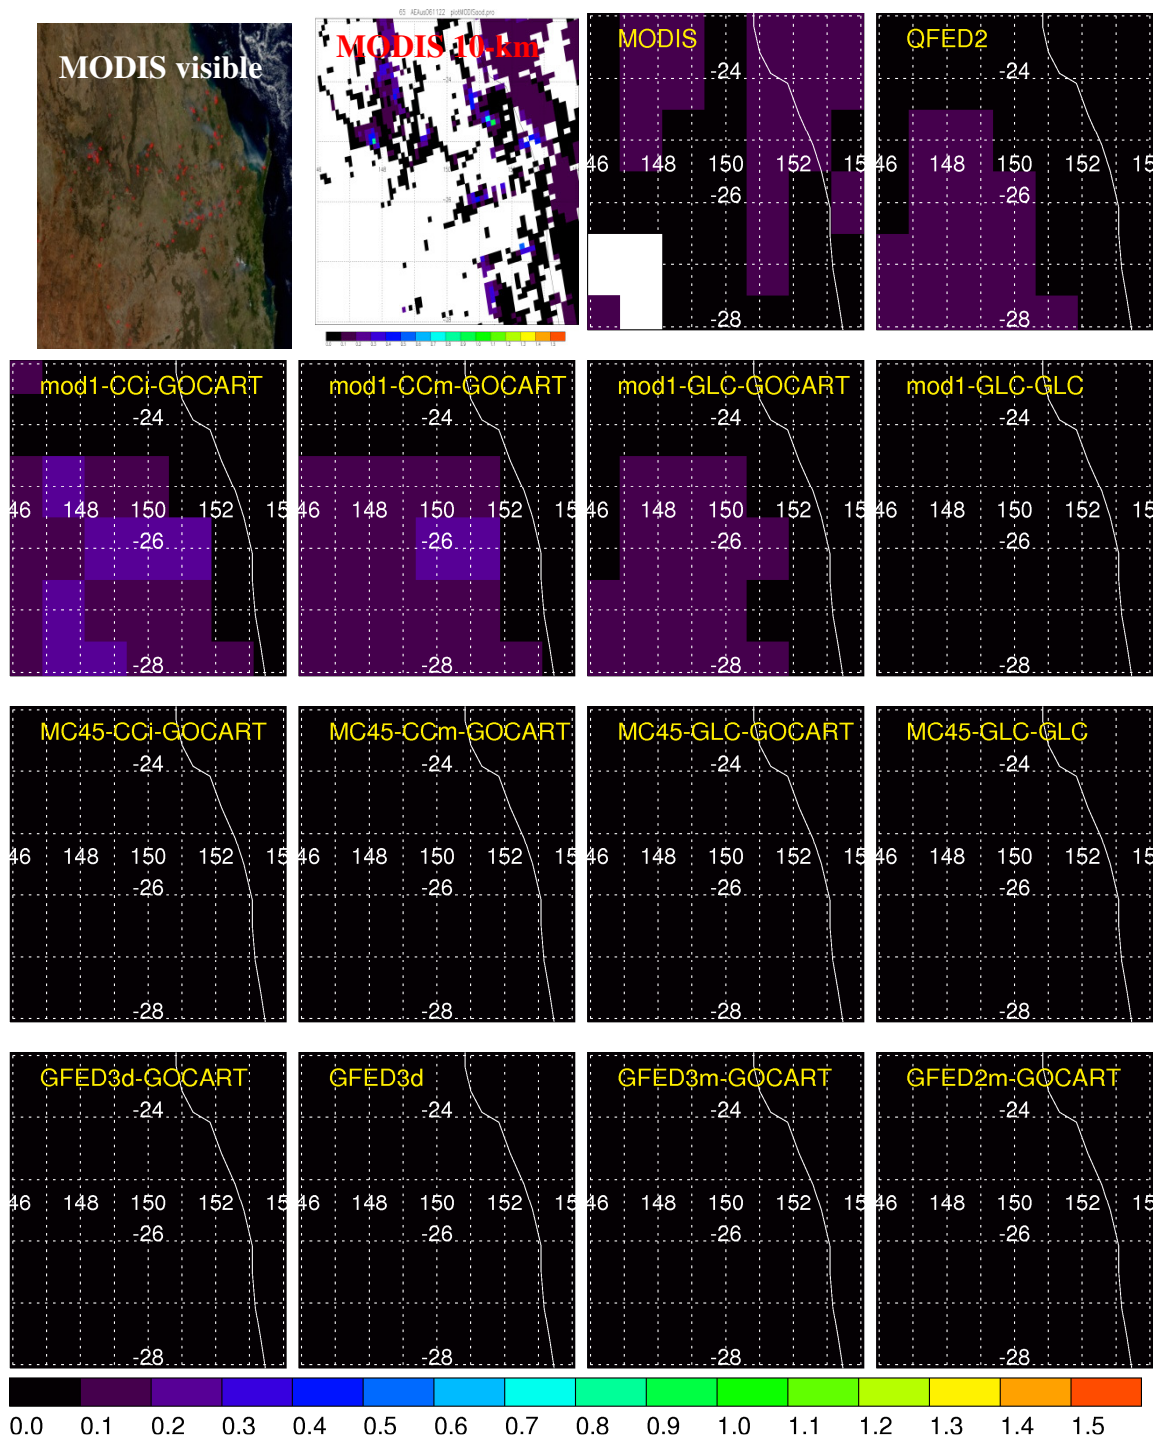 65 AEAus061122 plotMODISaod.pro
MODIS visible
MODIS 10-km
MODIS
-24
46 148 150 152 15
-26
-28
QFED2
-24
46 148 150 152 15
-26
-28
mod1-CCi-GOCART
-24
46 148 150 152 15
-26
-28
mod1-CCm-GOCART
-24
46 148 150 152 15
-26
-28
mod1-GLC-GOCART
-24
46 148 150 152 15
-26
-28
mod1-GLC-GLC
-24
46 148 150 152 15
-26
-28
MC45-CCi-GOCART
-24
46 148 150 152 15
-26
-28
MC45-CCm-GOCART
-24
46 148 150 152 15
-26
-28
MC45-GLC-GOCART
-24
46 148 150 152 15
-26
-28
MC45-GLC-GLC
-24
46 148 150 152 15
-26
-28
GFED3d-GOCART
-24
46 148 150 152 15
-26
-28
GFED3d
-24
46 148 150 152 15
-26
-28
GFED3m-GOCART
-24
46 148 150 152 15
-26
-28
GFED2m-GOCART
-24
46 148 150 152 15
-26
-28
0.0 0.1 0.2 0.3 0.4 0.5 0.6 0.7 0.8 0.9 1.0 1.1 1.2 1.3 1.4 1.5